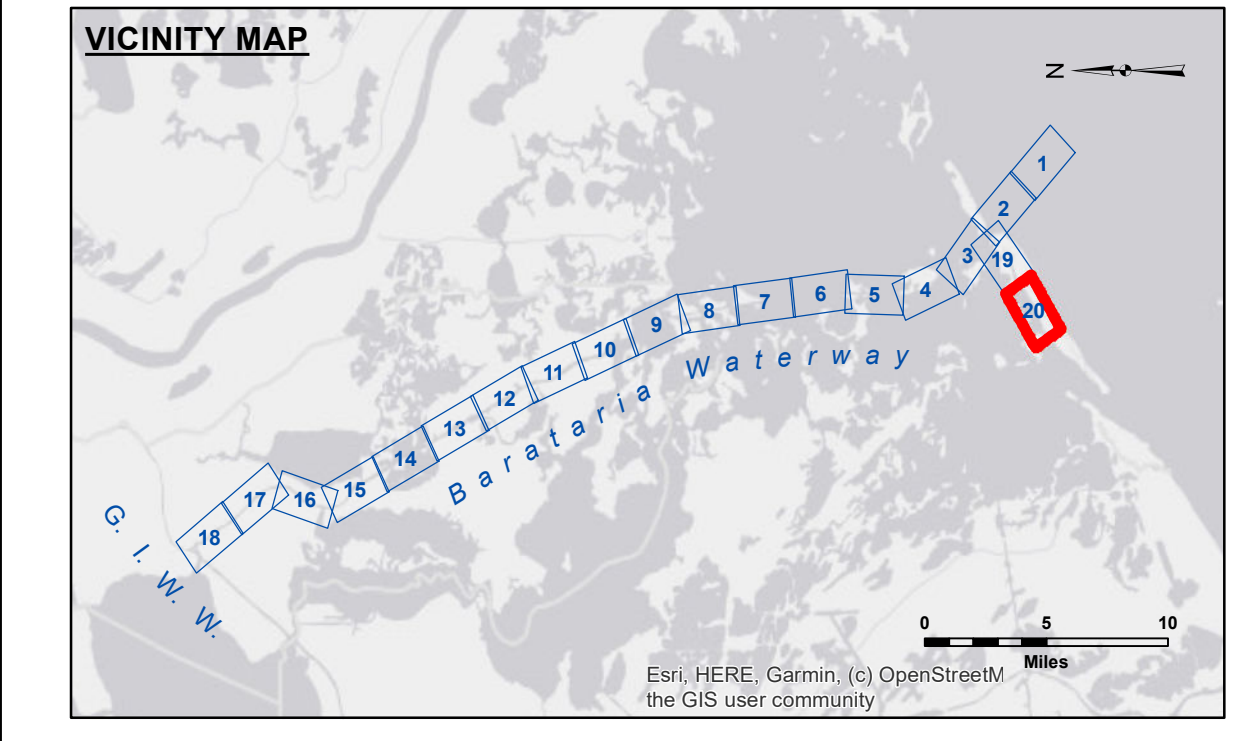 VICINITY MAP
N
1
2
3
19
20
4
5
6
7
8
9
10
11
12
13
14
15
16
17
18
Barataria Waterway
G. I. W. W.
0 5 10
Miles
Esri, HERE, Garmin, (c) OpenStreetM
the GIS user community